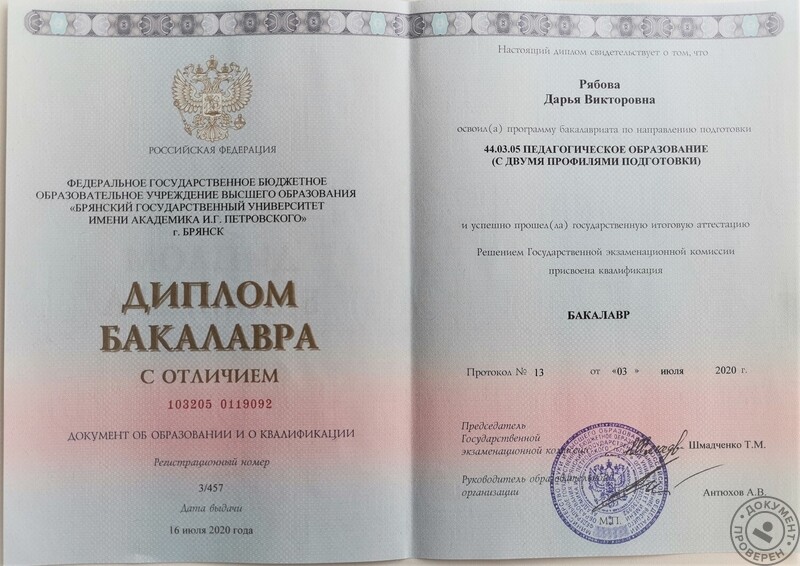 РОССИЙСКАЯ ФЕДЕРАЦИЯ
ФЕДЕРАЛЬНОЕ ГОСУДАРСТВЕННОЕ БЮДЖЕТНОЕ
ОБРАЗОВАТЕЛЬНОЕ УЧРЕЖДЕНИЕ ВЫСШЕГО ОБРАЗОВАНИЯ
«БРЯНСКИЙ ГОСУДАРСТВЕННЫЙ УНИВЕРСИТЕТ
ИМЕНИ АКАДЕМИКА И.Г. ПЕТРОВСКОГО»
г. БРЯНСК
ДИПЛОМ
БАКАЛАВРА
С ОТЛИЧИЕМ
103205 0119092
ДОКУМЕНТ ОБ ОБРАЗОВАНИИ И О КВАЛИФИКАЦИИ
Регистрационный номер
3/457
Дата выдачи
16 июля 2020 года
Настоящий диплом свидетельствует о том, что
Рябова
Дарья Викторовна
освоил(а) программу бакалавриата по направлению подготовки
44.03.05 ПЕДАГОГИЧЕСКОЕ ОБРАЗОВАНИЕ
(С ДВУМЯ ПРОФИЛЯМИ ПОДГОТОВКИ)
и успешно прошел(ла) государственную итоговую аттестацию
Решением Государственной экзаменационной комиссии
присвоена квалификация
БАКАЛАВР
Протокол № 13 от «03» июля 2020 г.
Председатель
Государственной
экзаменационной комиссии Шмадченко Т.М.
Руководитель образовательной
организации Антюхов А.В.
М.П.
ДОКУМЕНТ ПРОВЕРЕН